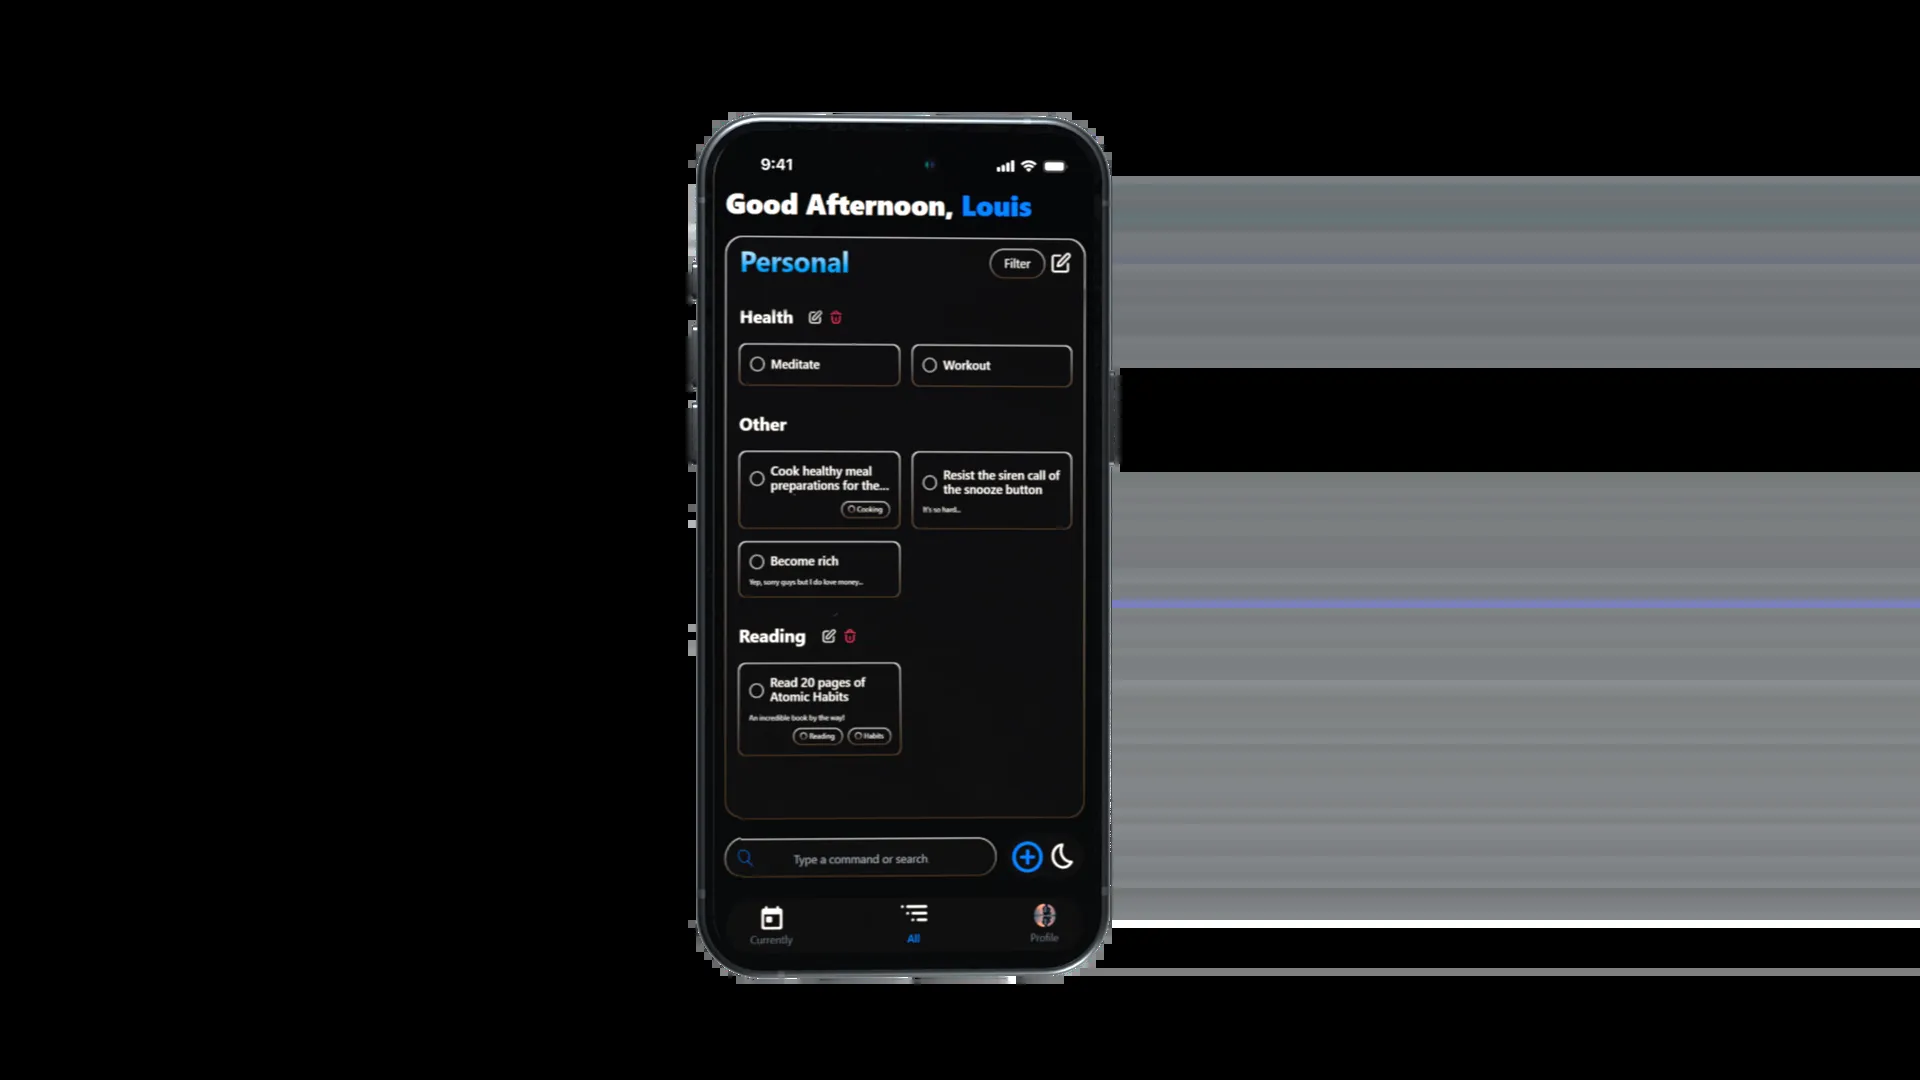 9:41
Good Afternoon, Louis
Personal
Filter
Health
Meditate
Workout
Other
Cook healthy meal
preparations for the...
Cooking
Resist the siren call of
the snooze button
It's so hard...
Become rich
Yep, sorry guys but I do love money...
Reading
Read 20 pages of
Atomic Habits
An incredible book by the way!
Reading
Habits
Type a command or search
Currently
All
Profile